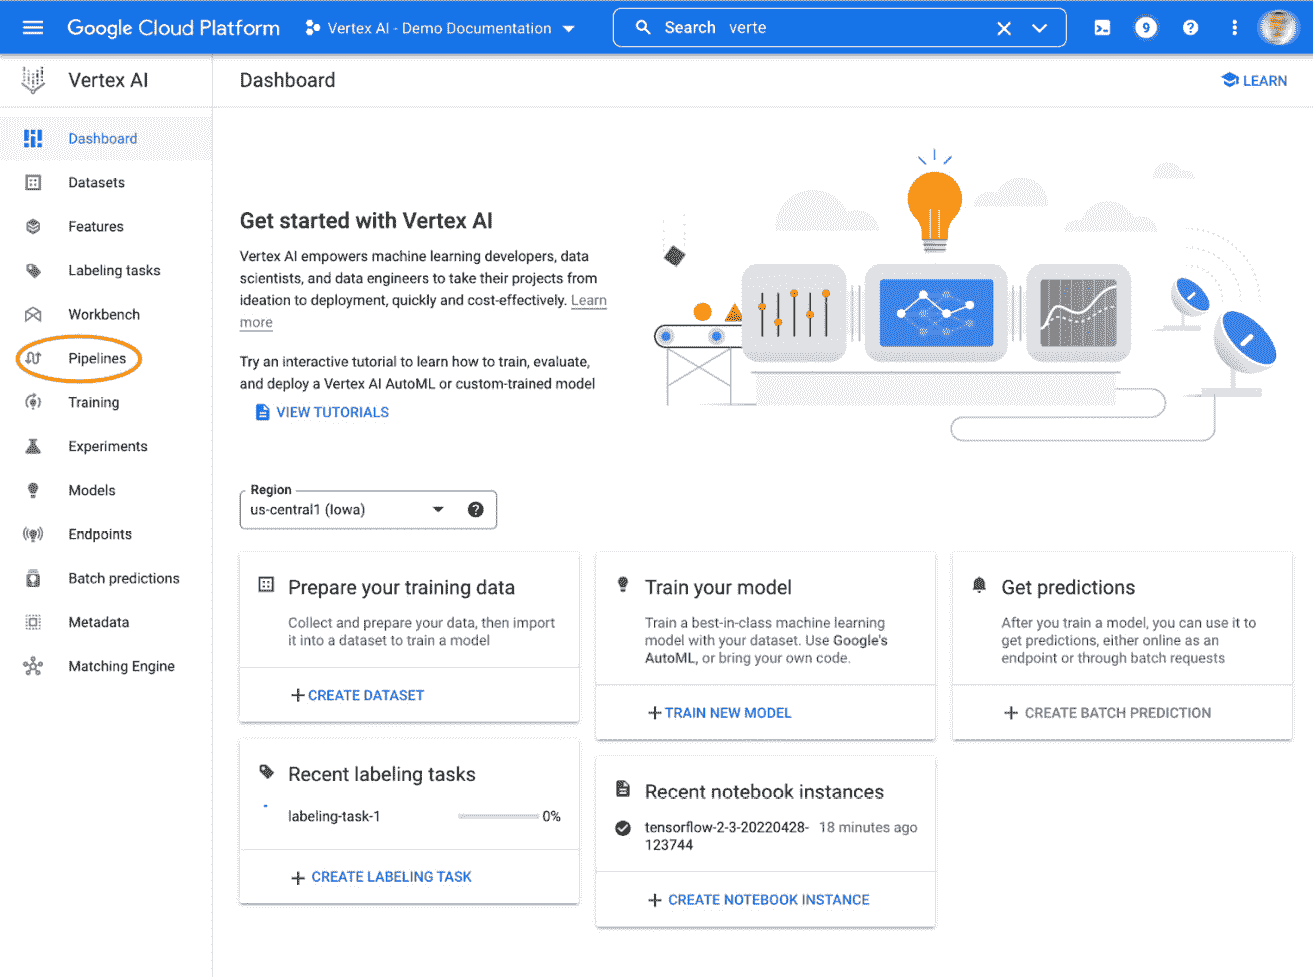 Google Cloud Platform
Vertex AI - Demo Documentation
Search verte
9
Vertex AI
Dashboard
LEARN
Dashboard
Datasets
Features
Labeling tasks
Workbench
Pipelines
Training
Experiments
Models
Endpoints
Batch predictions
Metadata
Matching Engine
Get started with Vertex AI
Vertex AI empowers machine learning developers, data
scientists, and data engineers to take their projects from
ideation to deployment, quickly and cost-effectively. Learn
more
Try an interactive tutorial to learn how to train, evaluate,
and deploy a Vertex AI AutoML or custom-trained model
VIEW TUTORIALS
Region
us-central1 (Iowa)
Prepare your training data
Collect and prepare your data, then import
it into a dataset to train a model
CREATE DATASET
Train your model
Train a best-in-class machine learning
model with your dataset. Use Google's
AutoML, or bring your own code.
TRAIN NEW MODEL
Get predictions
After you train a model, you can use it to
get predictions, either online as an
endpoint or through batch requests
CREATE BATCH PREDICTION
Recent labeling tasks
labeling-task-1 0%
CREATE LABELING TASK
Recent notebook instances
tensorflow-2-3-20220428- 18 minutes ago
123744
CREATE NOTEBOOK INSTANCE